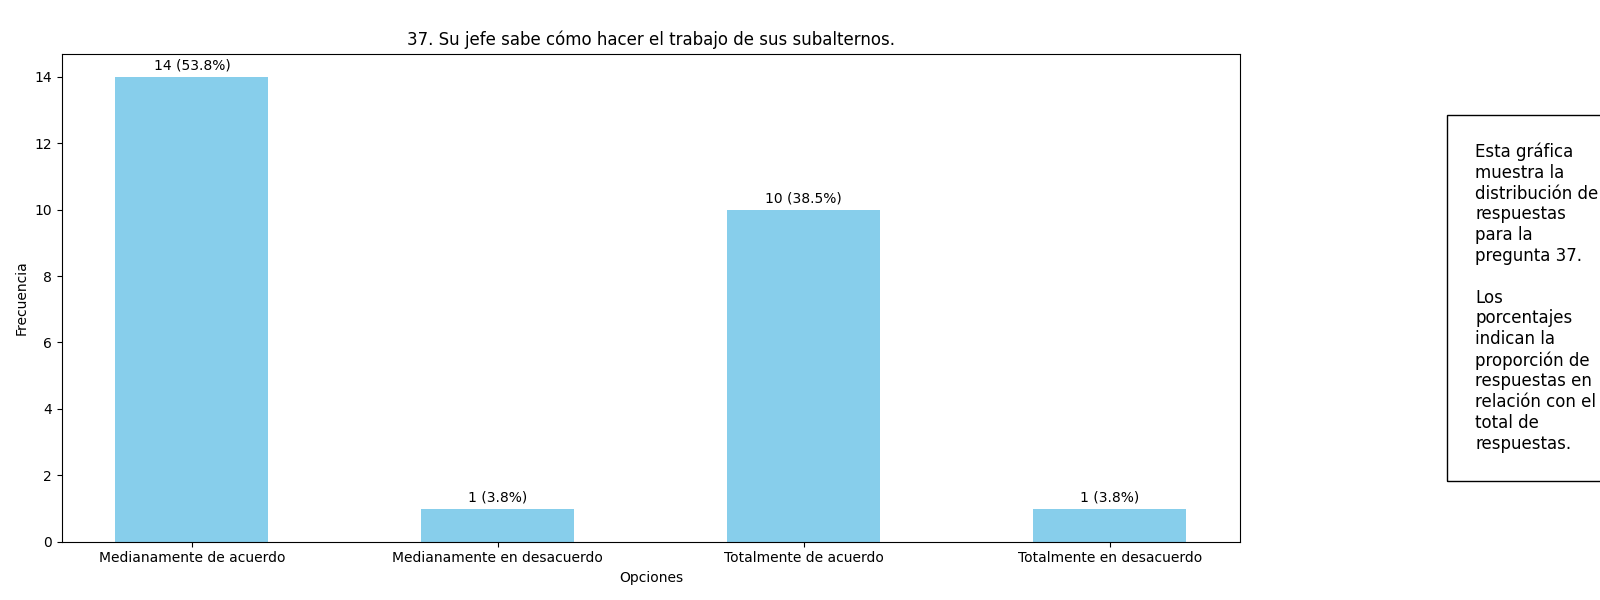 37. Su jefe sabe cómo hacer el trabajo de sus subalternos.
14 (53.8%)
1 (3.8%)
10 (38.5%)
1 (3.8%)
14
12
10
8
6
4
2
0
Frecuencia
Medianamente de acuerdo
Medianamente en desacuerdo
Totalmente de acuerdo
Totalmente en desacuerdo
Opciones
Esta gráfica
muestra la
distribución de
respuestas
para la
pregunta 37.
Los
porcentajes
indican la
proporción de
respuestas en
relación con el
total de
respuestas.